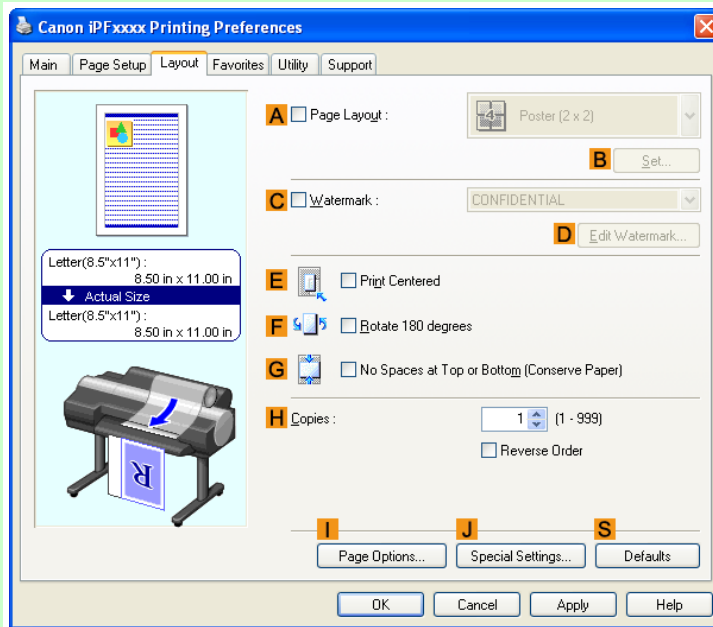 Canon iPFxxxx Printing Preferences
Main Page Setup Layout Favorites Utility Support
A Page Layout : 4 Poster (2 x 2)
B Set...
C Watermark : CONFIDENTIAL
D Edit Watermark...
Letter(8.5"x11") :
8.50 in x 11.00 in
Actual Size
Letter(8.5"x11") :
8.50 in x 11.00 in
E Print Centered
F Rotate 180 degrees
G No Spaces at Top or Bottom (Conserve Paper)
H Copies : 1 (1 - 999)
Reverse Order
R
I J S
Page Options... Special Settings... Defaults
OK Cancel Apply Help